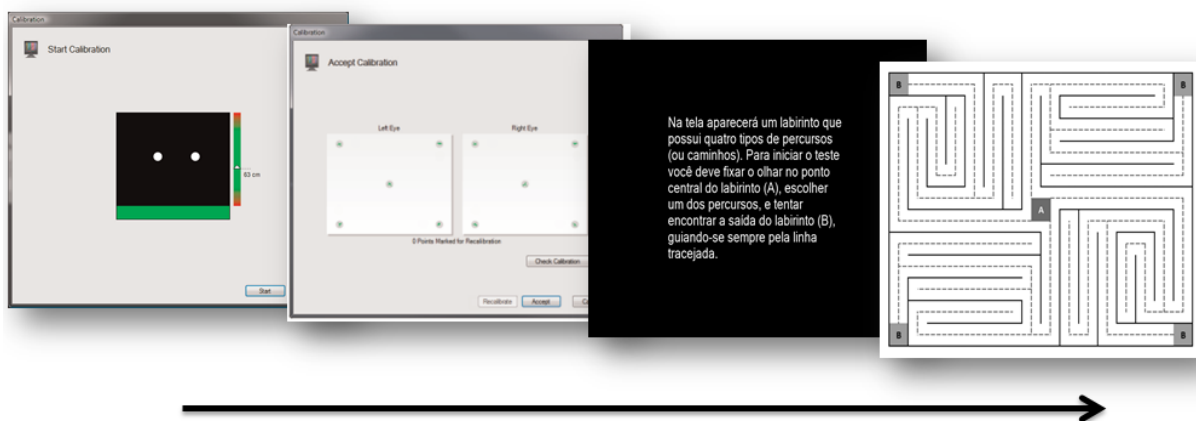 Calibration
Start Calibration
63 cm
Start
Calibration
Accept Calibration
Left Eye
Right Eye
0 Points Marked for Recalibration
Check Calibration
Recalibrate
Accept
Na tela aparecerá um labirinto que
possui quatro tipos de percursos
(ou caminhos). Para iniciar o teste
você deve fixar o olhar no ponto
central do labirinto (A), escolher
um dos percursos, e tentar
encontrar a saída do labirinto (B),
guiando-se sempre pela linha
tracejada.
B
B
A
B
B